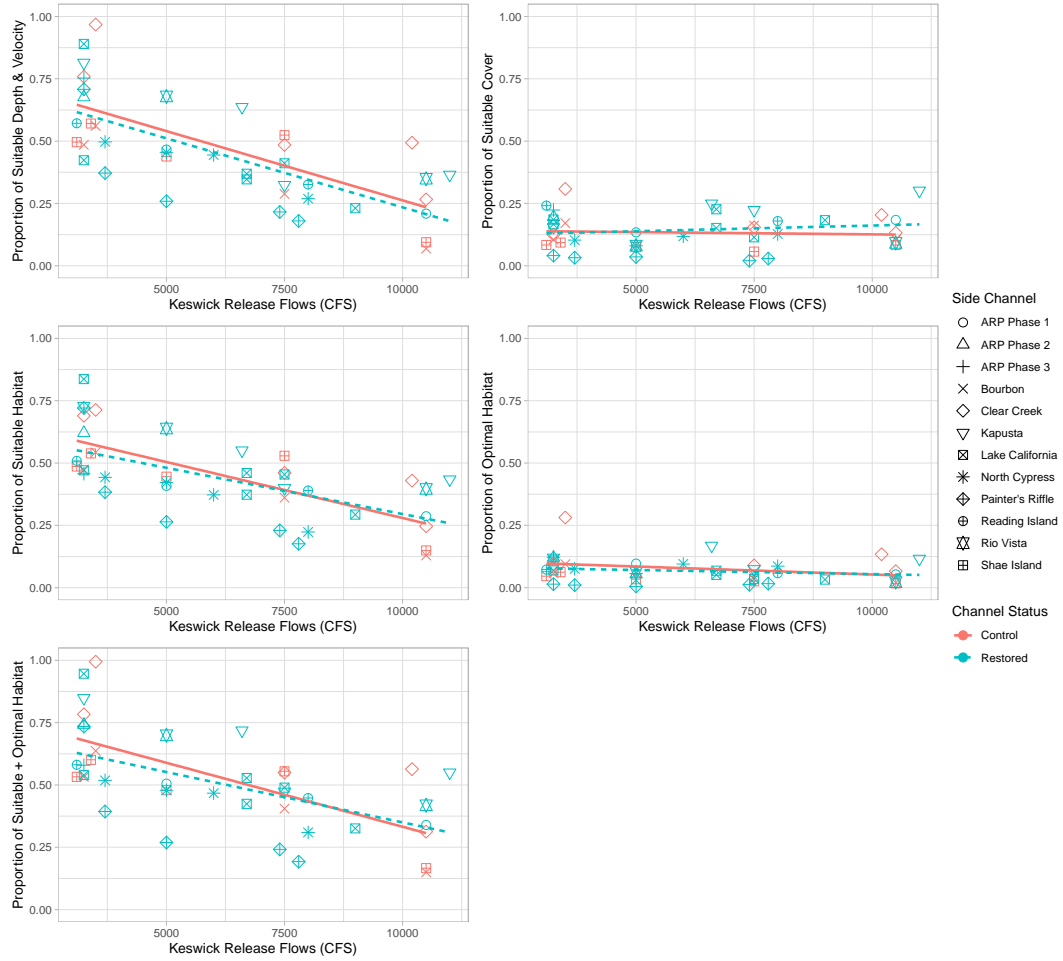 Proportion of Suitable Depth & Velocity
1.00
0.75
0.50
0.25
0.00
5000 7500 10000
Keswick Release Flows (CFS)
Proportion of Suitable Cover
1.00
0.75
0.50
0.25
0.00
5000 7500 10000
Keswick Release Flows (CFS)
Proportion of Suitable Habitat
1.00
0.75
0.50
0.25
0.00
5000 7500 10000
Keswick Release Flows (CFS)
Proportion of Optimal Habitat
1.00
0.75
0.50
0.25
0.00
5000 7500 10000
Keswick Release Flows (CFS)
Proportion of Suitable + Optimal Habitat
1.00
0.75
0.50
0.25
0.00
5000 7500 10000
Keswick Release Flows (CFS)
Side Channel
ARP Phase 1
ARP Phase 2
ARP Phase 3
Bourbon
Clear Creek
Kapusta
Lake California
North Cypress
Painter's Riffle
Reading Island
Rio Vista
Shae Island
Channel Status
Control
Restored